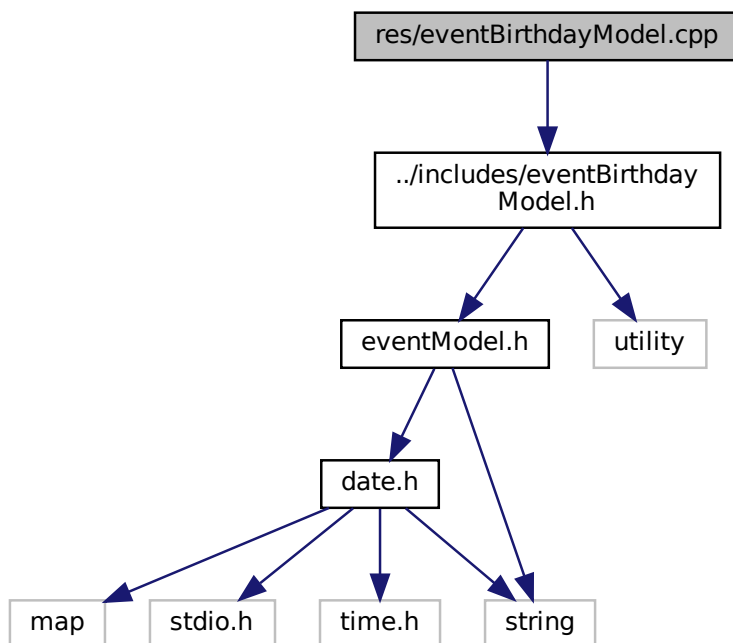 res/eventBirthdayModel.cpp
../includes/eventBirthday
Model.h
eventModel.h
utility
date.h
map
stdio.h
time.h
string